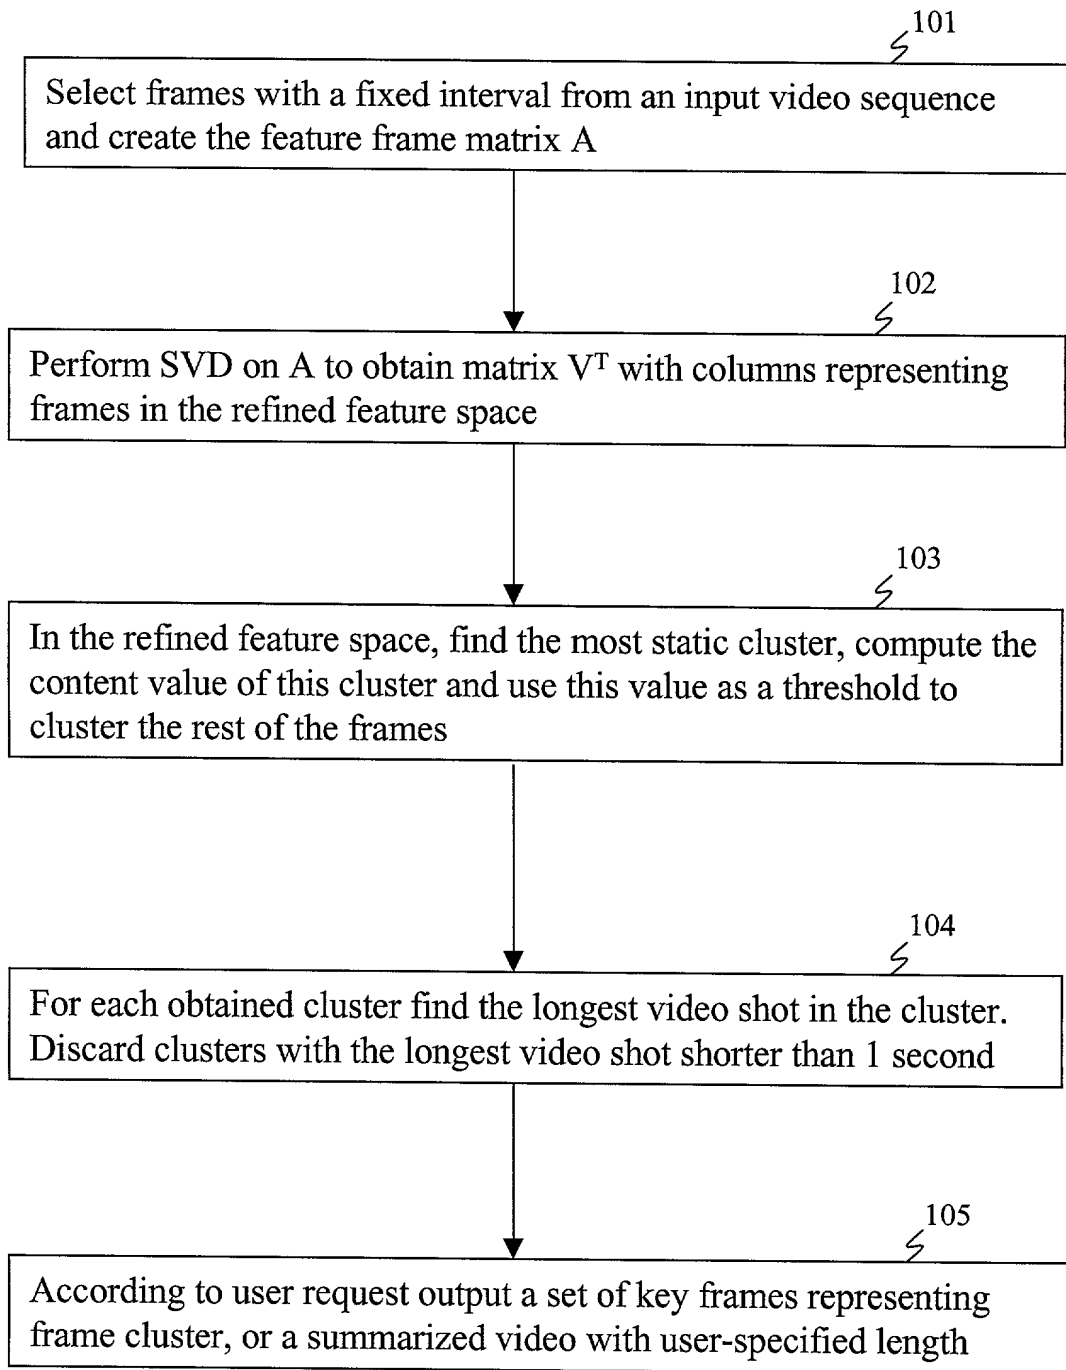 101
Select frames with a fixed interval from an input video sequence
and create the feature frame matrix A
102
Perform SVD on A to obtain matrix Vᵀ with columns representing
frames in the refined feature space
103
In the refined feature space, find the most static cluster, compute the
content value of this cluster and use this value as a threshold to
cluster the rest of the frames
104
For each obtained cluster find the longest video shot in the cluster.
Discard clusters with the longest video shot shorter than 1 second
105
According to user request output a set of key frames representing
frame cluster, or a summarized video with user-specified length